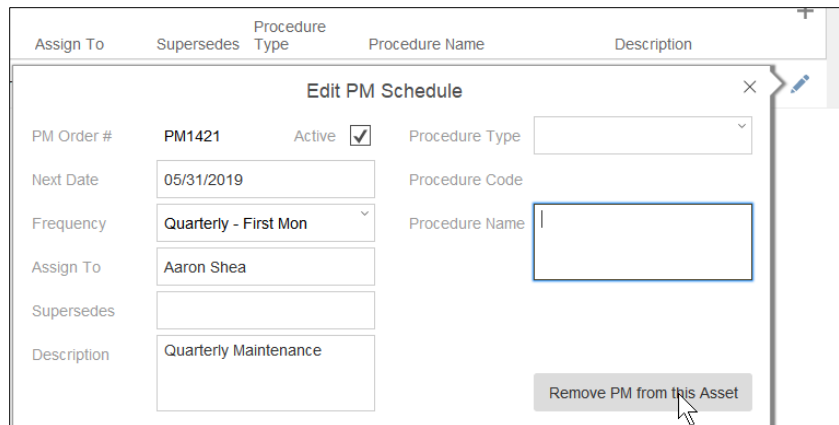 Assign To Supersedes Procedure Type Procedure Name Description
Edit PM Schedule
PM Order # PM1421 Active Procedure Type
Next Date 05/31/2019 Procedure Code
Frequency Quarterly - First Mon Procedure Name
Assign To Aaron Shea
Supersedes
Description Quarterly Maintenance
Remove PM from this Asset